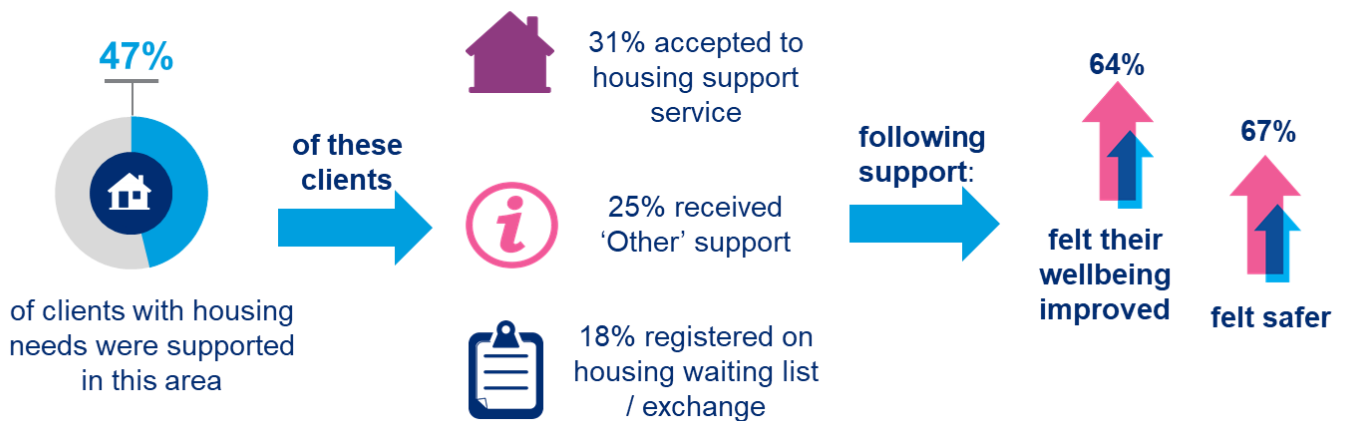 47%
of clients with housing
needs were supported
in this area
of these
clients
31% accepted to
housing support
service
25% received
‘Other’ support
18% registered on
housing waiting list
/ exchange
following
support:
64%
felt their
wellbeing
improved
67%
felt safer